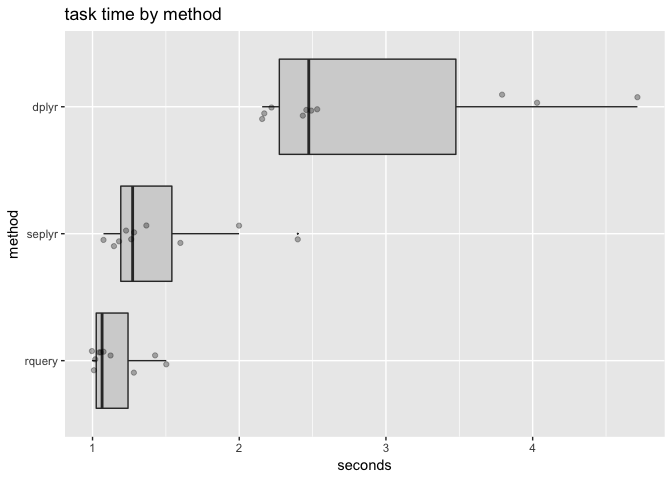 task time by method
dplyr
seplyr
rquery
method
1 2 3 4
seconds